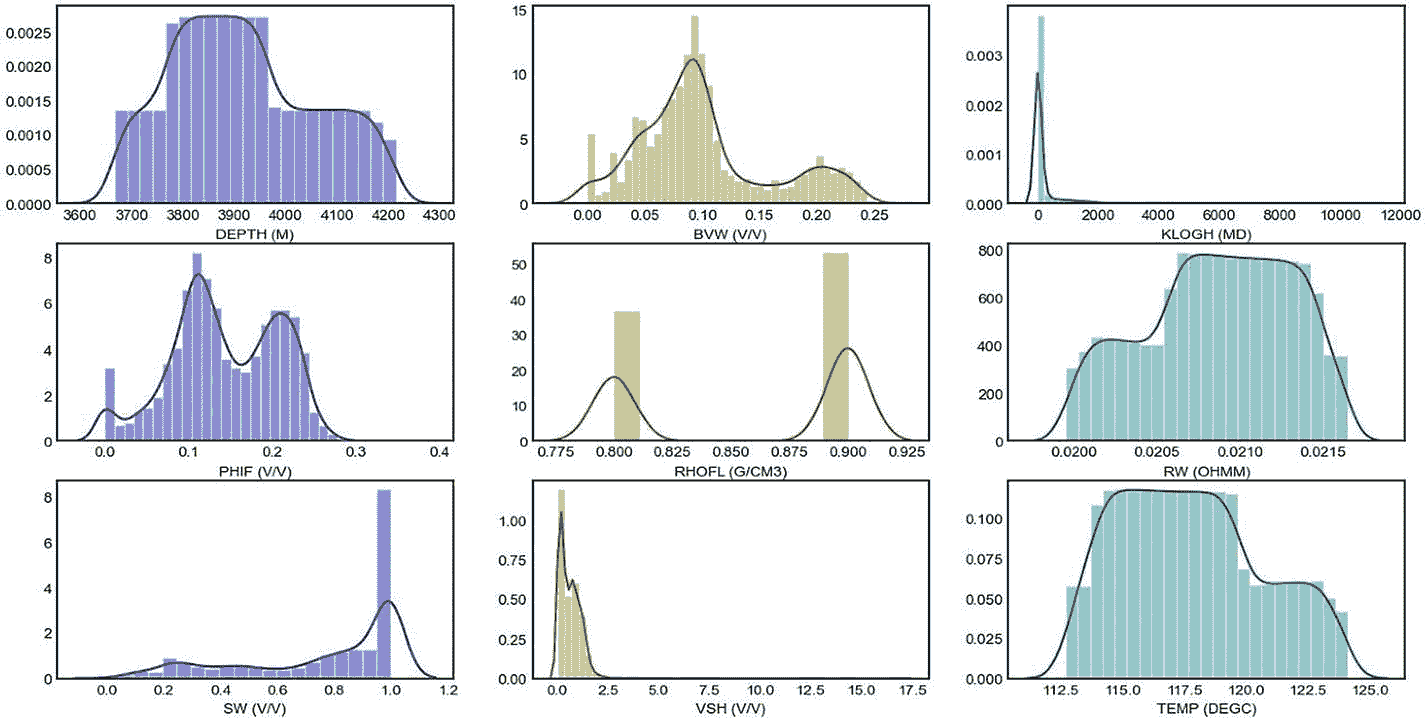 0.0025
0.0020
0.0015
0.0010
0.0005
0.0000
3600 3700 3800 3900 4000 4100 4200 4300
DEPTH (M)
15
10
5
0
0.00 0.05 0.10 0.15 0.20 0.25
BVW (V/V)
0.003
0.002
0.001
0.000
0 2000 4000 6000 8000 10000 12000
KLOGH (MD)
8
6
4
2
0
0.0 0.1 0.2 0.3 0.4
PHIF (V/V)
50
40
30
20
10
0
0.775 0.800 0.825 0.850 0.875 0.900 0.925
RHOFL (G/CM3)
800
600
400
200
0
0.0200 0.0205 0.0210 0.0215
RW (OHMM)
8
6
4
2
0
0.0 0.2 0.4 0.6 0.8 1.0 1.2
SW (V/V)
1.00
0.75
0.50
0.25
0.00
0.0 2.5 5.0 7.5 10.0 12.5 15.0 17.5
VSH (V/V)
0.100
0.075
0.050
0.025
0.000
112.5 115.0 117.5 120.0 122.5 125.0
TEMP (DEGC)